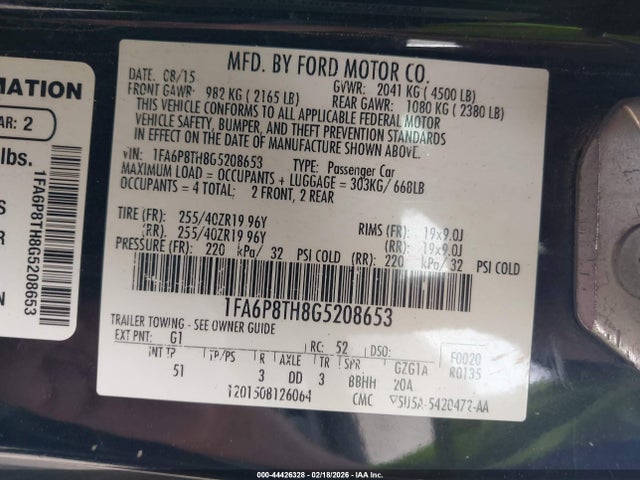 RMATION
AR: 2
lbs.
1FA6P8TH8G5208653
MFD. BY FORD MOTOR CO.
DATE: 08/15 GVWR: 2041 KG ( 4500 LB)
FRONT GAWR: 982 KG ( 2165 LB) REAR GAWR: 1080 KG ( 2380 LB)
THIS VEHICLE CONFORMS TO ALL APPLICABLE FEDERAL MOTOR
VEHICLE SAFETY, BUMPER, AND THEFT PREVENTION STANDARDS
IN EFFECT ON THE DATE OF MANUFACTURE SHOWN ABOVE.
VIN: 1FA6P8TH8G5208653 TYPE: Passenger Car
MAXIMUM LOAD = OCCUPANTS + LUGGAGE = 303KG/ 668LB
OCCUPANTS = 4 TOTAL: 2 FRONT, 2 REAR
TIRE (FR): 255/40ZR19 96Y RIMS (FR): 19x9.0J
(RR): 255/40ZR19 96Y (RR): 19x9.0J
PRESSURE (FR): 220 kPa/ 32 PSI COLD (RR): 220 kPa/ 32 PSI COLD
1FA6P8TH8G5208653
TRAILER TOWING - SEE OWNER GUIDE
EXT PNT: G1 RC: 52 DSO: F0020
INT TR TP/PS R AXLE TR SPR GZG1A R0135
51 3 DD 3 BBHH 20A
1201508126064 CMC 5U5A-5420472-AA
000-44426328 - 02/18/2026 - IAA Inc.